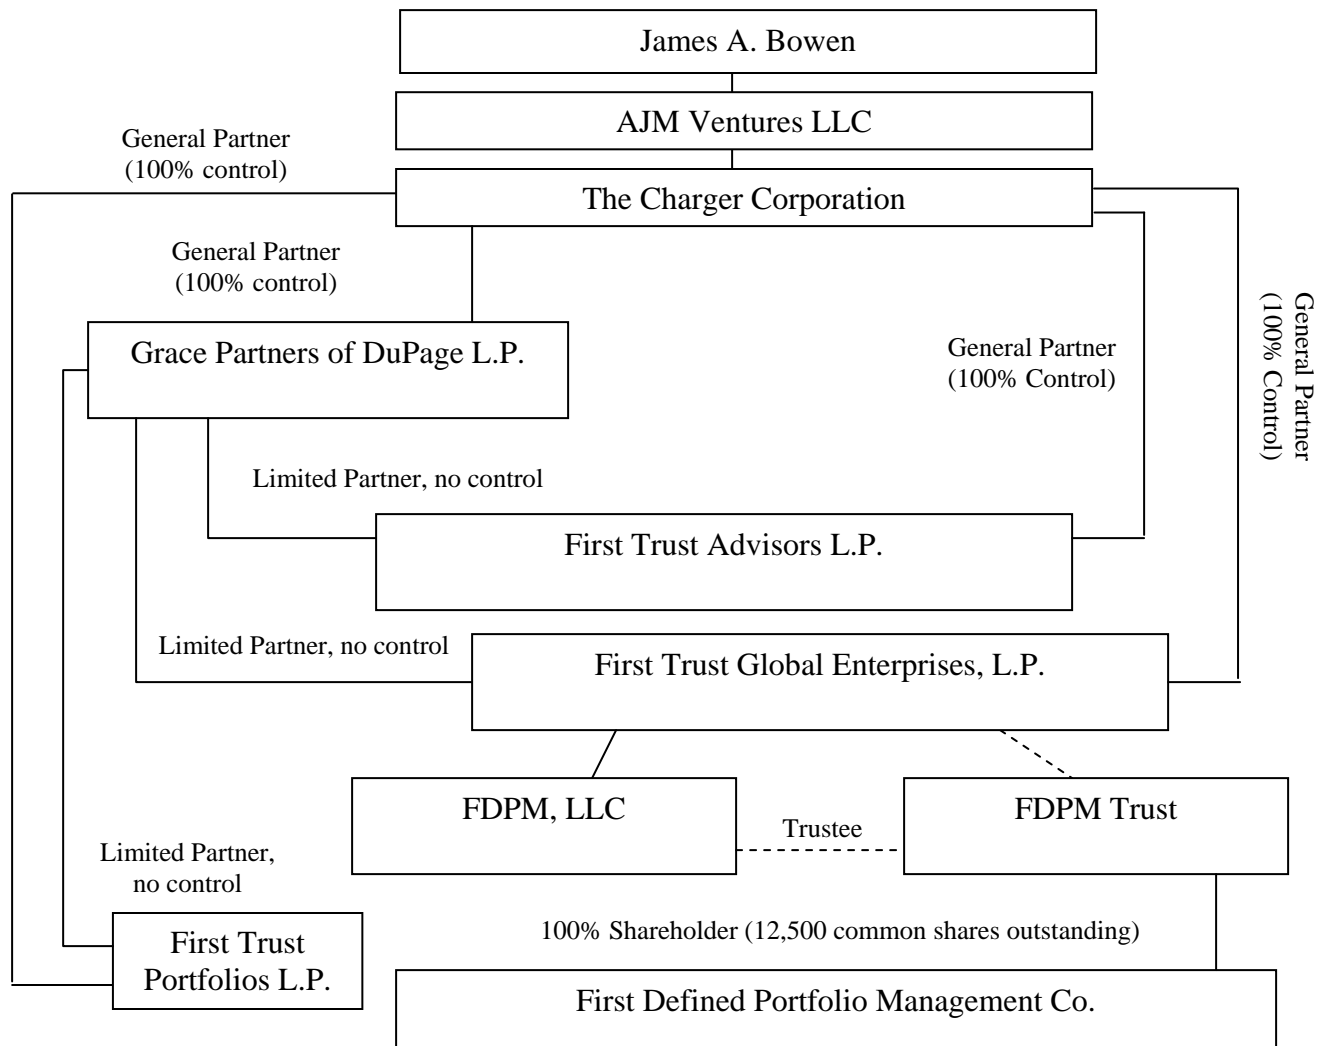 James A. Bowen
AJM Ventures LLC
General Partner
(100% control)
The Charger Corporation
General Partner
(100% control)
General Partner
(100% Control)
Grace Partners of DuPage L.P.
General Partner
(100% Control)
Limited Partner, no control
First Trust Advisors L.P.
Limited Partner, no control
First Trust Global Enterprises, L.P.
FDPM, LLC
Trustee
FDPM Trust
Limited Partner,
no control
First Trust
Portfolios L.P.
100% Shareholder (12,500 common shares outstanding)
First Defined Portfolio Management Co.